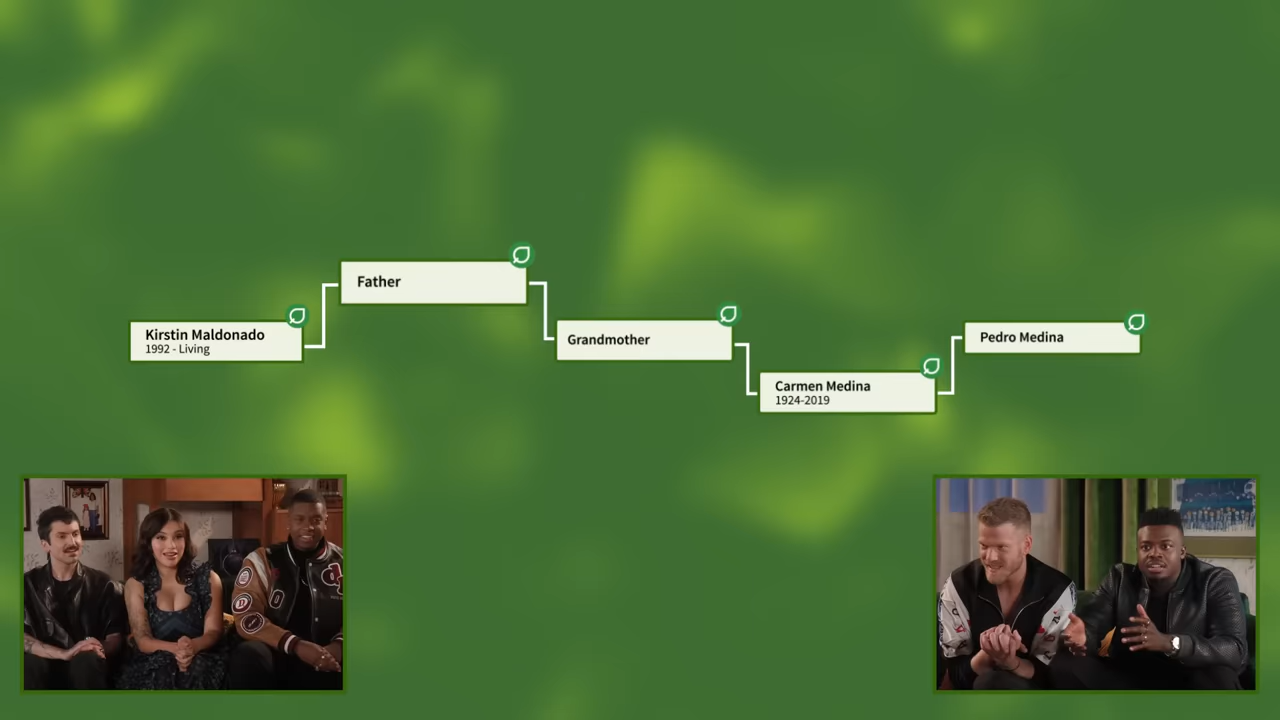 Kirstin Maldonado
1992 - Living
Father
Grandmother
Carmen Medina
1924-2019
Pedro Medina